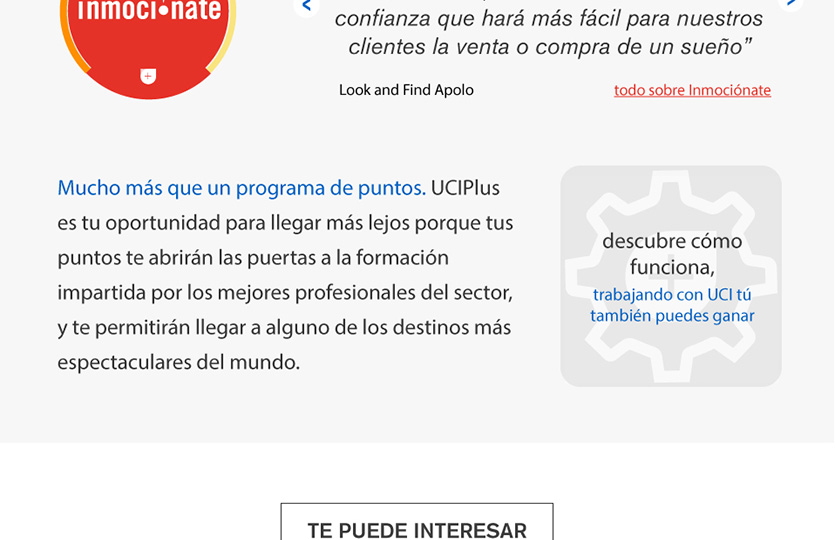 inmoci•nate
confianza que hará más fácil para nuestros
clientes la venta o compra de un sueño”
Look and Find Apolo
todo sobre Inmociónate
Mucho más que un programa de puntos. UCIPlus
es tu oportunidad para llegar más lejos porque tus
puntos te abrirán las puertas a la formación
impartida por los mejores profesionales del sector,
y te permitirán llegar a alguno de los destinos más
espectaculares del mundo.
descubre cómo
funciona,
trabajando con UCI tú
también puedes ganar
TE PUEDE INTERESAR